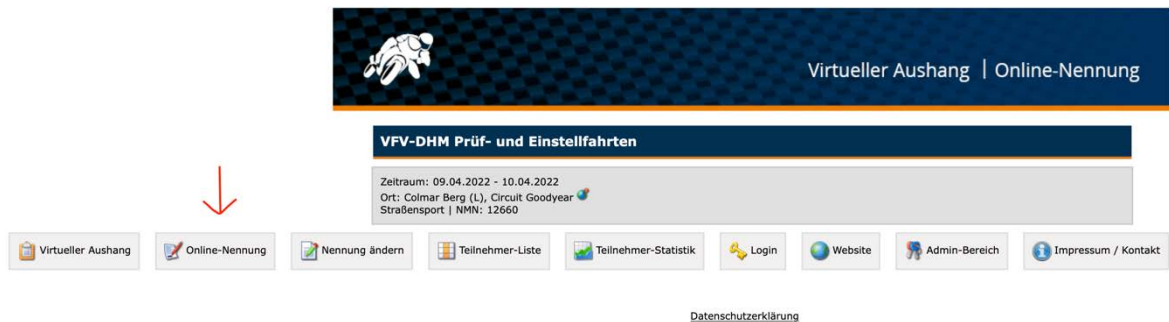 Virtueller Aushang | Online-Nennung
VFV-DHM Prüf- und Einstellfahrten
Zeitraum: 09.04.2022 - 10.04.2022
Ort: Colmar Berg (L), Circuit Goodyear
Straßensport | NMN: 12660
Virtueller Aushang Online-Nennung Nennung ändern Teilnehmer-Liste Teilnehmer-Statistik Login Website Admin-Bereich Impressum / Kontakt
Datenschutzerklärung